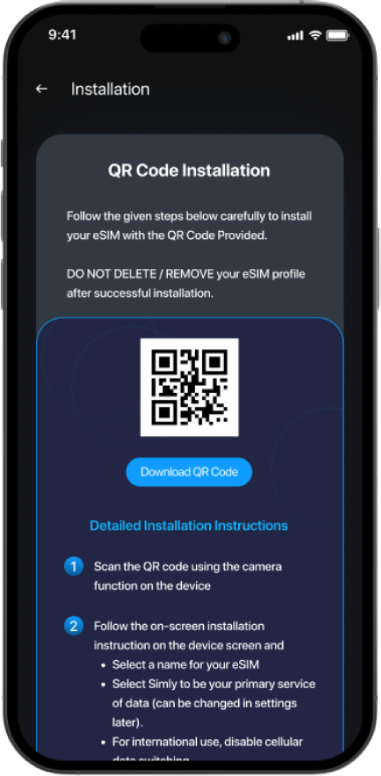 9:41
Installation
QR Code Installation
Follow the given steps below carefully to install
your eSIM with the QR Code Provided.
DO NOT DELETE / REMOVE your eSIM profile
after successful installation.
Download QR Code
Detailed Installation Instructions
1 Scan the QR code using the camera
function on the device
2 Follow the on-screen installation
instruction on the device screen and
• Select a name for your eSIM
• Select Simly to be your primary service
of data (can be changed in settings
later).
• For international use, disable cellular
data switching